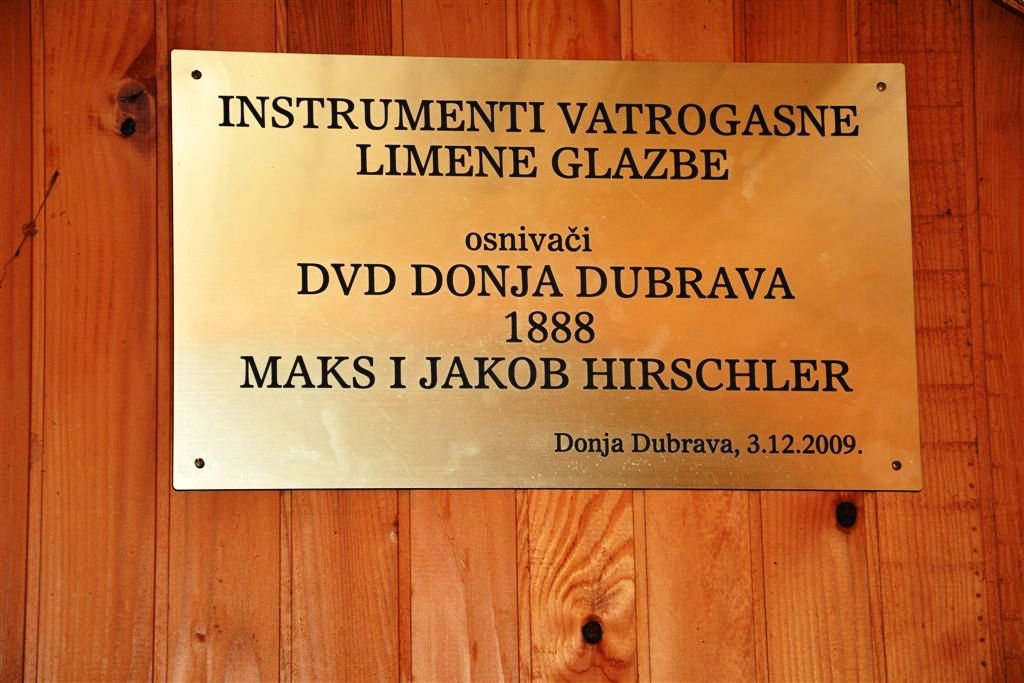 INSTRUMENTI VATROGASNE
LIMENE GLAZBE
osnivači
DVD DONJA DUBRAVA
1888
MAKS I JAKOB HIRSCHLER
Donja Dubrava, 3.12.2009.